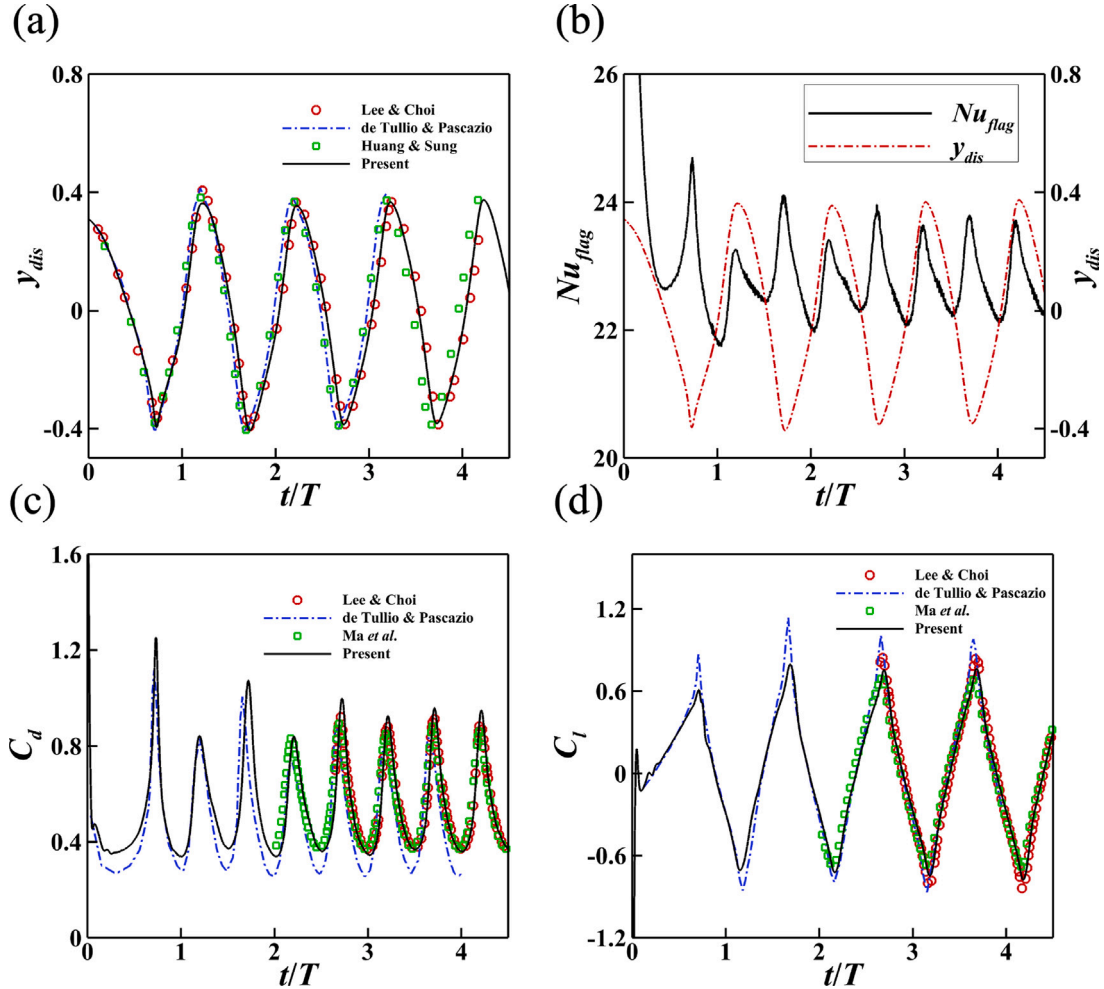 (a)
0.8
0.4
0
-0.4
y_dis
Lee & Choi
de Tullio & Pascazio
Huang & Sung
Present
0 1 2 3 4
t/T
(b)
26
24
22
20
Nu_flag
Nu_flag
y_dis
0.8
0.4
0
-0.4
y_dis
0 1 2 3 4
t/T
(c)
1.6
1.2
0.8
0.4
0
C_d
Lee & Choi
de Tullio & Pascazio
Ma et al.
Present
0 1 2 3 4
t/T
(d)
1.2
0.6
0
-0.6
-1.2
C_l
Lee & Choi
de Tullio & Pascazio
Ma et al.
Present
0 1 2 3 4 5
t/T